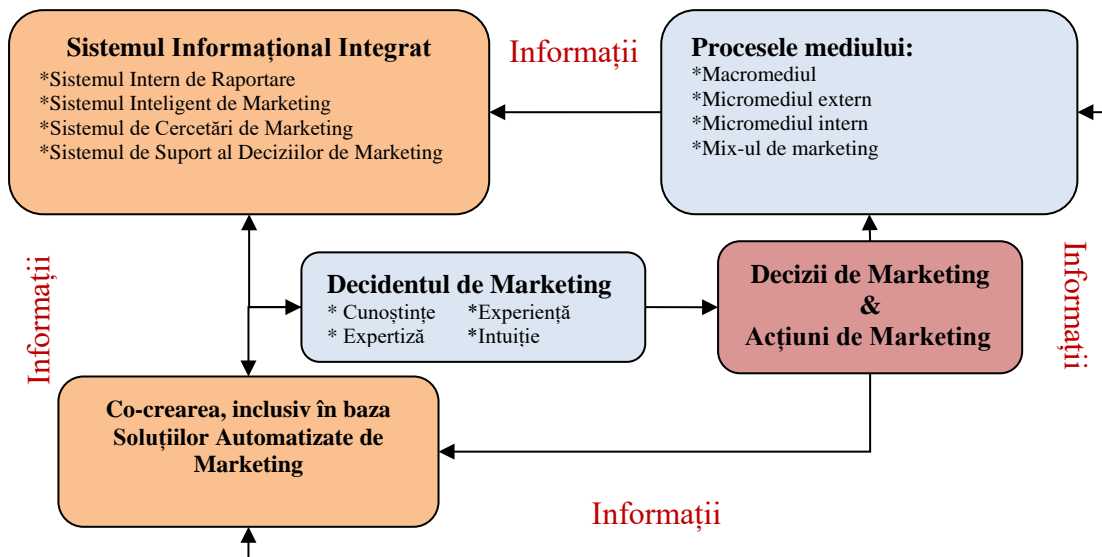 Sistemul Informațional Integrat
*Sistemul Intern de Raportare
*Sistemul Inteligent de Marketing
*Sistemul de Cercetări de Marketing
*Sistemul de Suport al Deciziilor de Marketing
Informații
Procesele mediului:
*Macromediul
*Micromediul extern
*Micromediul intern
*Mix-ul de marketing
Informații
Decidentul de Marketing
* Cunoștințe *Experiență
* Expertiză *Intuiție
Decizii de Marketing
&
Acțiuni de Marketing
Informații
Co-crearea, inclusiv în baza
Soluțiilor Automatizate de
Marketing
Informații